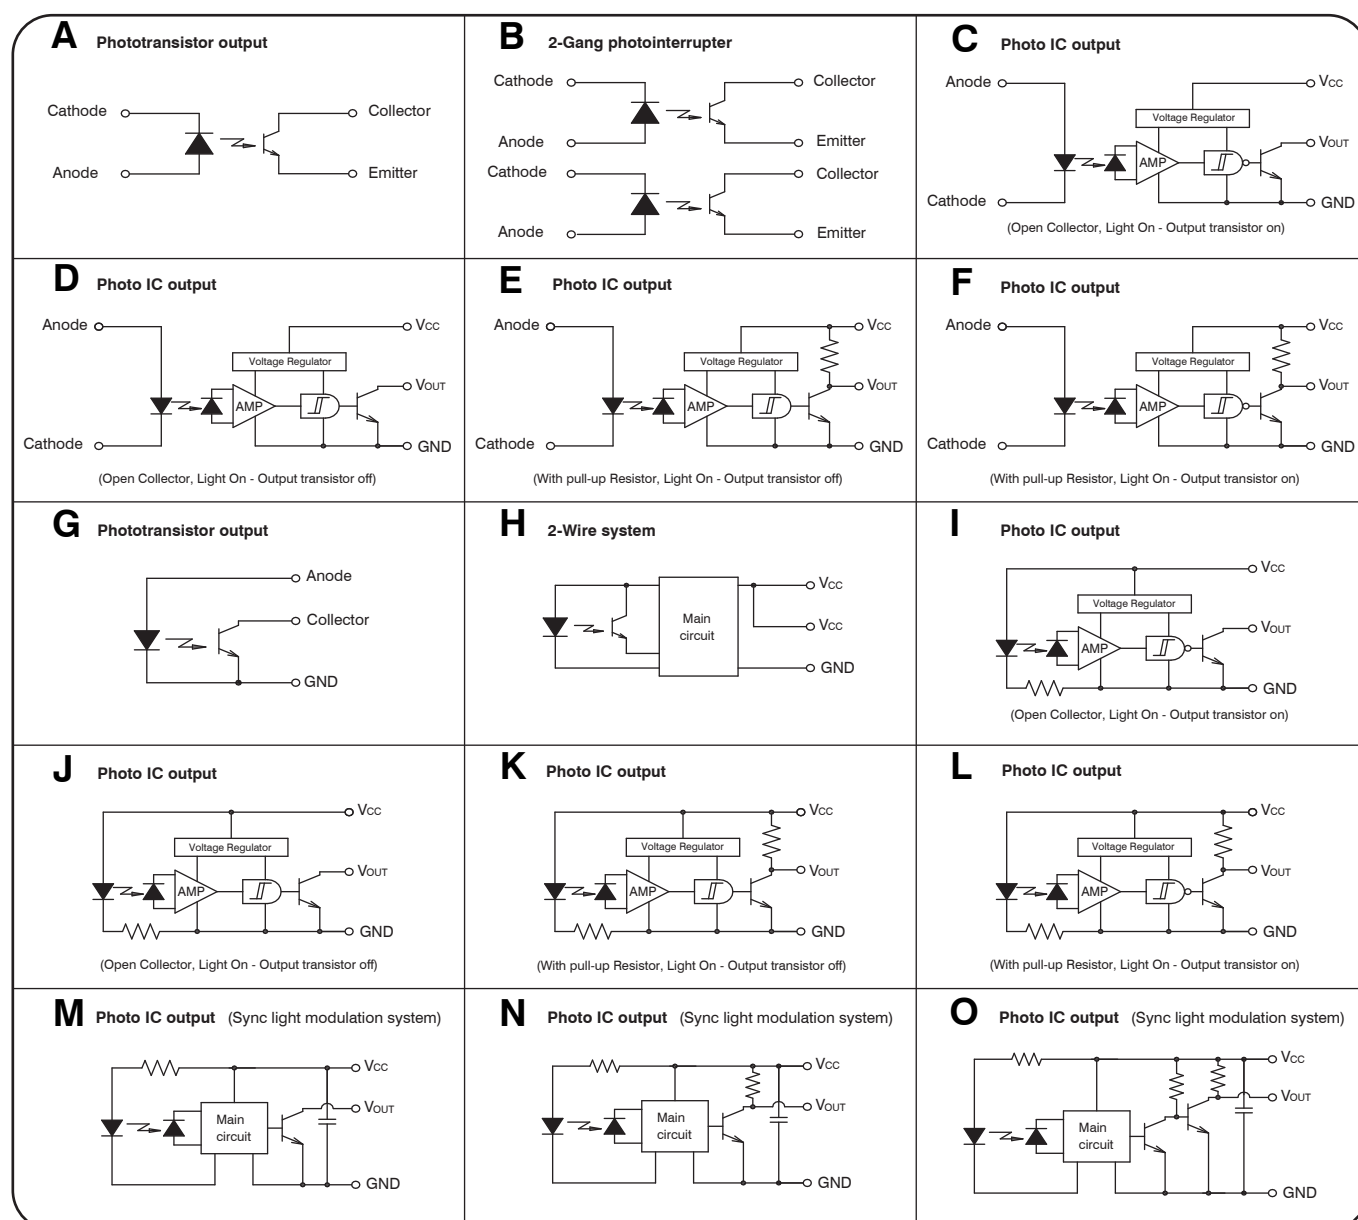 A Phototransistor output
Cathode
Collector
Anode
Emitter
B 2-Gang photointerrupter
Cathode
Collector
Anode
Emitter
Cathode
Collector
Anode
Emitter
C Photo IC output
Anode
VCC
Voltage Regulator
VOUT
AMP
Cathode
GND
(Open Collector, Light On - Output transistor on)
D Photo IC output
Anode
VCC
Voltage Regulator
VOUT
AMP
Cathode
GND
(Open Collector, Light On - Output transistor off)
E Photo IC output
Anode
VCC
Voltage Regulator
VOUT
AMP
Cathode
GND
(With pull-up Resistor, Light On - Output transistor off)
F Photo IC output
Anode
VCC
Voltage Regulator
VOUT
AMP
Cathode
GND
(With pull-up Resistor, Light On - Output transistor on)
G Phototransistor output
Anode
Collector
GND
H 2-Wire system
VCC
Main
circuit
VCC
GND
I Photo IC output
VCC
Voltage Regulator
VOUT
AMP
GND
(Open Collector, Light On - Output transistor on)
J Photo IC output
VCC
Voltage Regulator
VOUT
AMP
GND
(Open Collector, Light On - Output transistor off)
K Photo IC output
VCC
Voltage Regulator
VOUT
AMP
GND
(With pull-up Resistor, Light On - Output transistor off)
L Photo IC output
VCC
Voltage Regulator
VOUT
AMP
GND
(With pull-up Resistor, Light On - Output transistor on)
M Photo IC output (Sync light modulation system)
VCC
VOUT
Main
circuit
GND
N Photo IC output (Sync light modulation system)
VCC
VOUT
Main
circuit
GND
O Photo IC output (Sync light modulation system)
VCC
VOUT
Main
circuit
GND